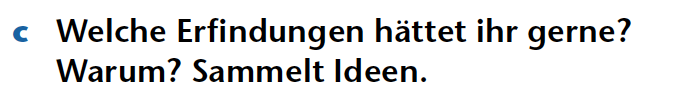 c Welche Erfindungen hättet ihr gerne?
Warum? Sammelt Ideen.